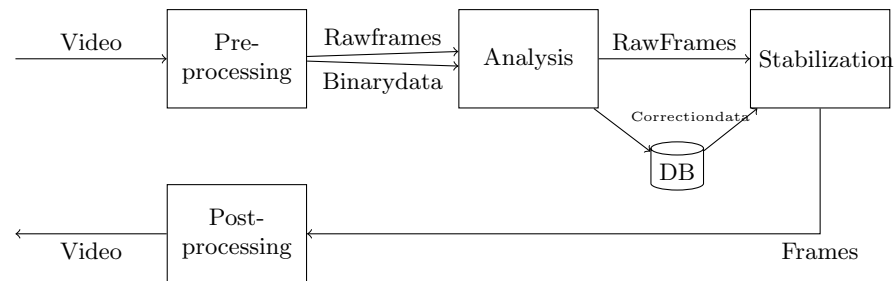 Video
Pre-
processing
Rawframes
Binarydata
Analysis
RawFrames
Stabilization
Correctiondata
DB
Post-
processing
Video
Frames